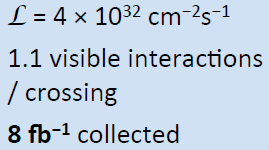 ℒ = 4 × 10³² cm⁻²s⁻¹
1.1 visible interactions
/ crossing
8 fb⁻¹ collected